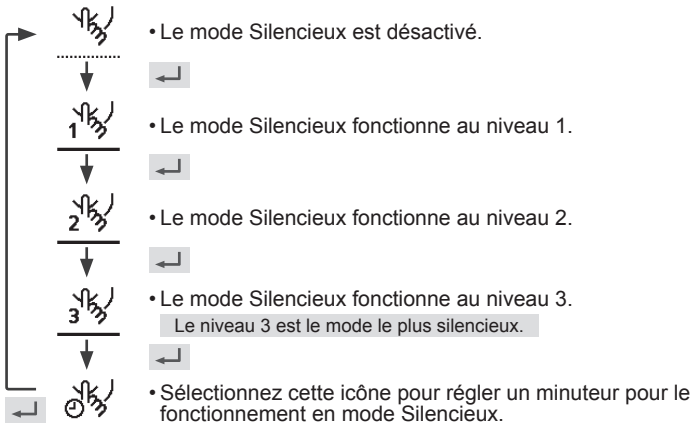 • Le mode Silencieux est désactivé.
1
• Le mode Silencieux fonctionne au niveau 1.
2
• Le mode Silencieux fonctionne au niveau 2.
3
• Le mode Silencieux fonctionne au niveau 3.
Le niveau 3 est le mode le plus silencieux.
• Sélectionnez cette icône pour régler un minuteur pour le
fonctionnement en mode Silencieux.